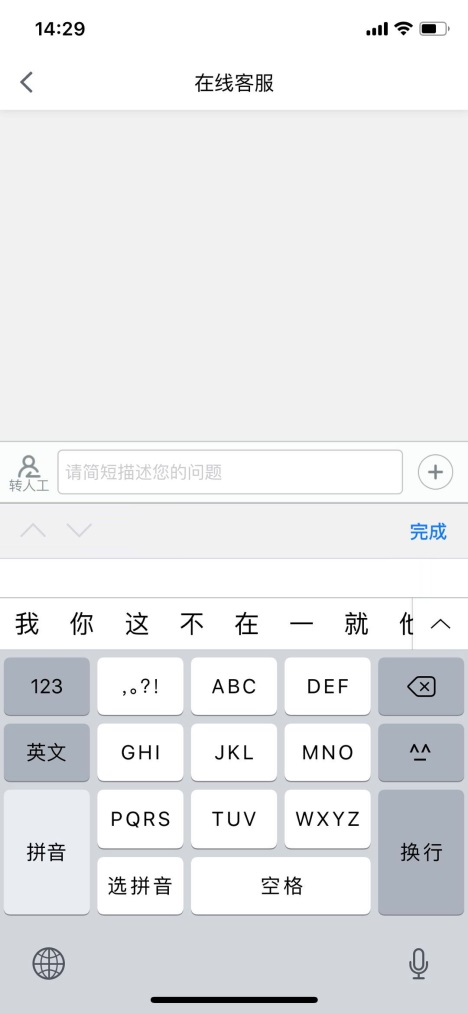 14:29
在线客服
转人工
请简短描述您的问题
完成
我 你 这 不 在 一 就 他
123 ,。?! ABC DEF
英文 GHI JKL MNO ^^
拼音 PQRS TUV WXYZ 换行
选拼音 空格